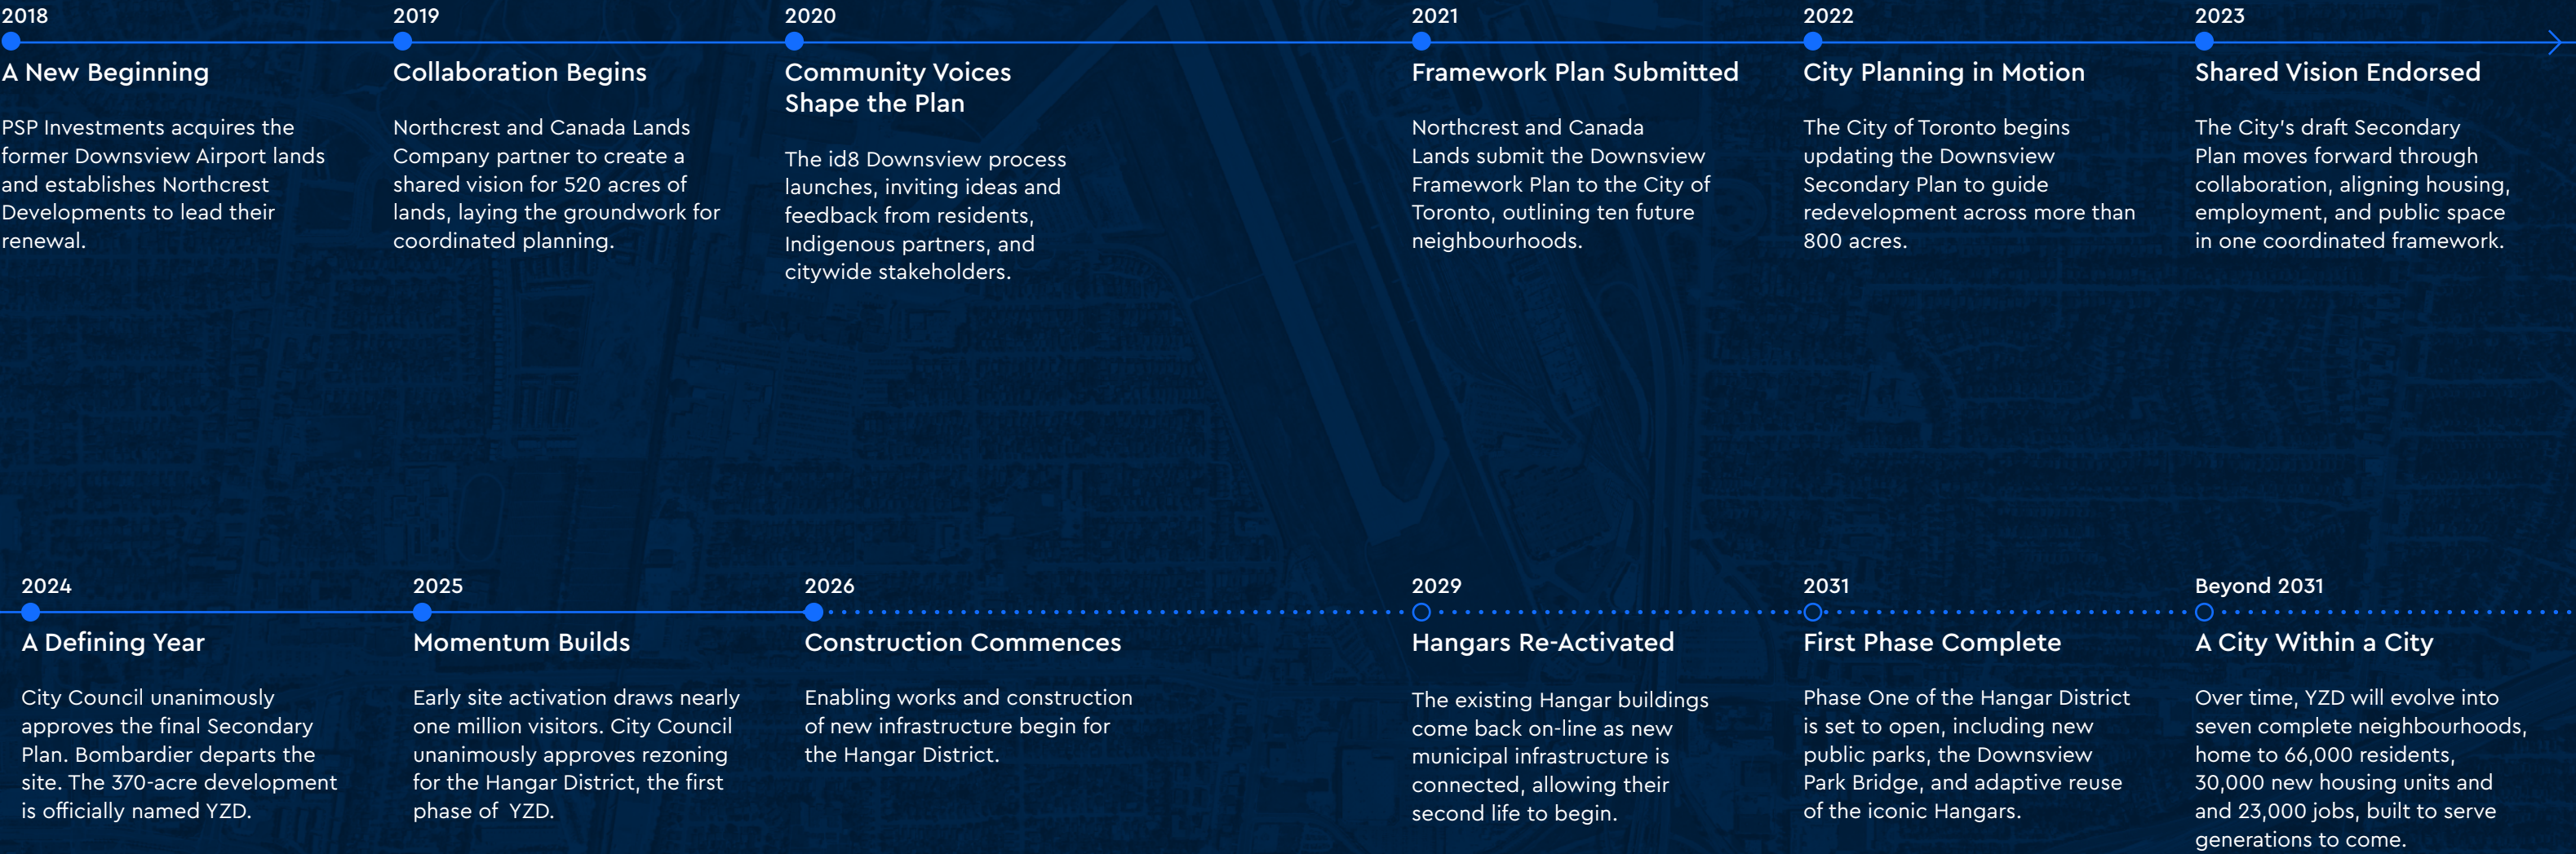 2018
A New Beginning
PSP Investments acquires the
former Downsview Airport lands
and establishes Northcrest
Developments to lead their
renewal.
2019
Collaboration Begins
Northcrest and Canada Lands
Company partner to create a
shared vision for 520 acres of
lands, laying the groundwork for
coordinated planning.
2020
Community Voices
Shape the Plan
The id8 Downsview process
launches, inviting ideas and
feedback from residents,
Indigenous partners, and
citywide stakeholders.
2021
Framework Plan Submitted
Northcrest and Canada
Lands submit the Downsview
Framework Plan to the City of
Toronto, outlining ten future
neighbourhoods.
2022
City Planning in Motion
The City of Toronto begins
updating the Downsview
Secondary Plan to guide
redevelopment across more than
800 acres.
2023
Shared Vision Endorsed
The City's draft Secondary
Plan moves forward through
collaboration, aligning housing,
employment, and public space
in one coordinated framework.
2024
A Defining Year
City Council unanimously
approves the final Secondary
Plan. Bombardier departs the
site. The 370-acre development
is officially named YZD.
2025
Momentum Builds
Early site activation draws nearly
one million visitors. City Council
unanimously approves rezoning
for the Hangar District, the first
phase of  YZD.
2026
Construction Commences
Enabling works and construction
of new infrastructure begin for
the Hangar District.
2029
Hangars Re-Activated
The existing Hangar buildings
come back on-line as new
municipal infrastructure is
connected, allowing their
second life to begin.
2031
First Phase Complete
Phase One of the Hangar District
is set to open, including new
public parks, the Downsview
Park Bridge, and adaptive reuse
of the iconic Hangars.
Beyond 2031
A City Within a City
Over time, YZD will evolve into
seven complete neighbourhoods,
home to 66,000 residents,
30,000 new housing units and
and 23,000 jobs, built to serve
generations to come.